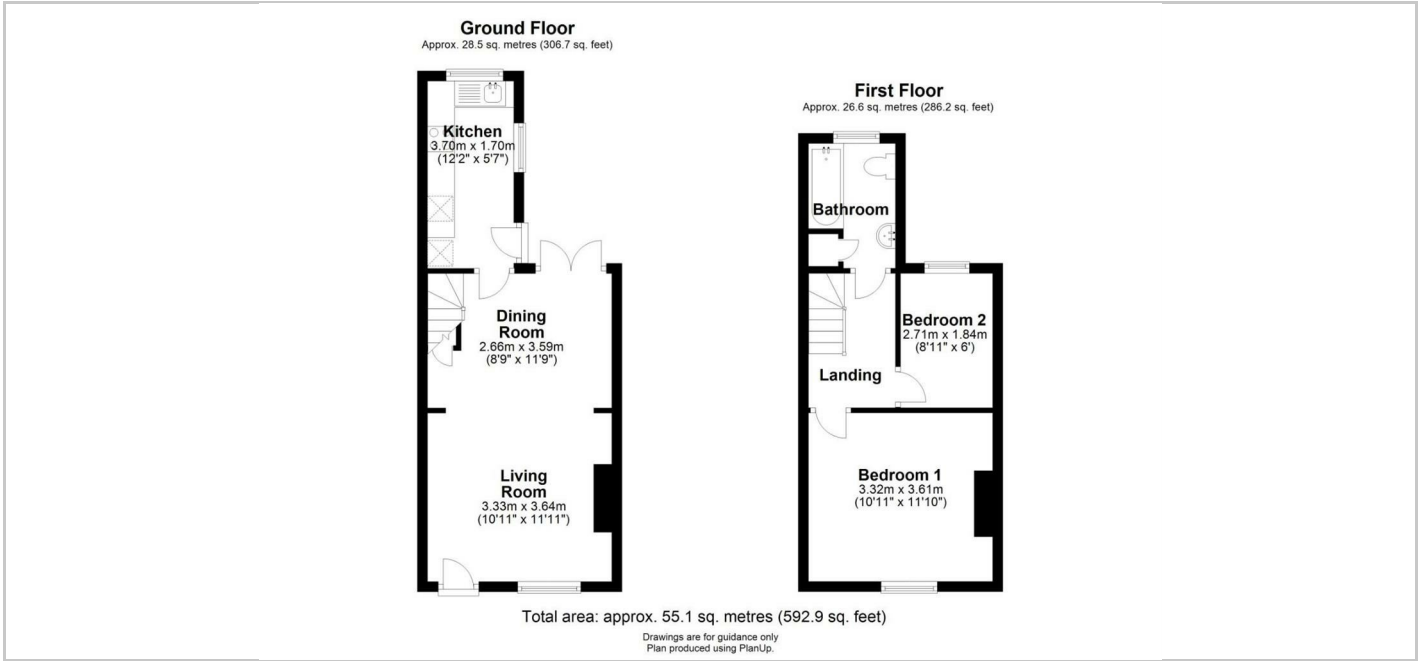 Ground Floor
Approx. 28.5 sq. metres (306.7 sq. feet)
Kitchen
3.70m x 1.70m
(12'2" x 5'7")
Dining
Room
2.66m x 3.59m
(8'9" x 11'9")
Living
Room
3.33m x 3.64m
(10'11" x 11'11")
First Floor
Approx. 26.6 sq. metres (286.2 sq. feet)
Bathroom
Bedroom 2
2.71m x 1.84m
(8'11" x 6')
Landing
Bedroom 1
3.32m x 3.61m
(10'11" x 11'10")
Total area: approx. 55.1 sq. metres (592.9 sq. feet)
Drawings are for guidance only
Plan produced using PlanUp.